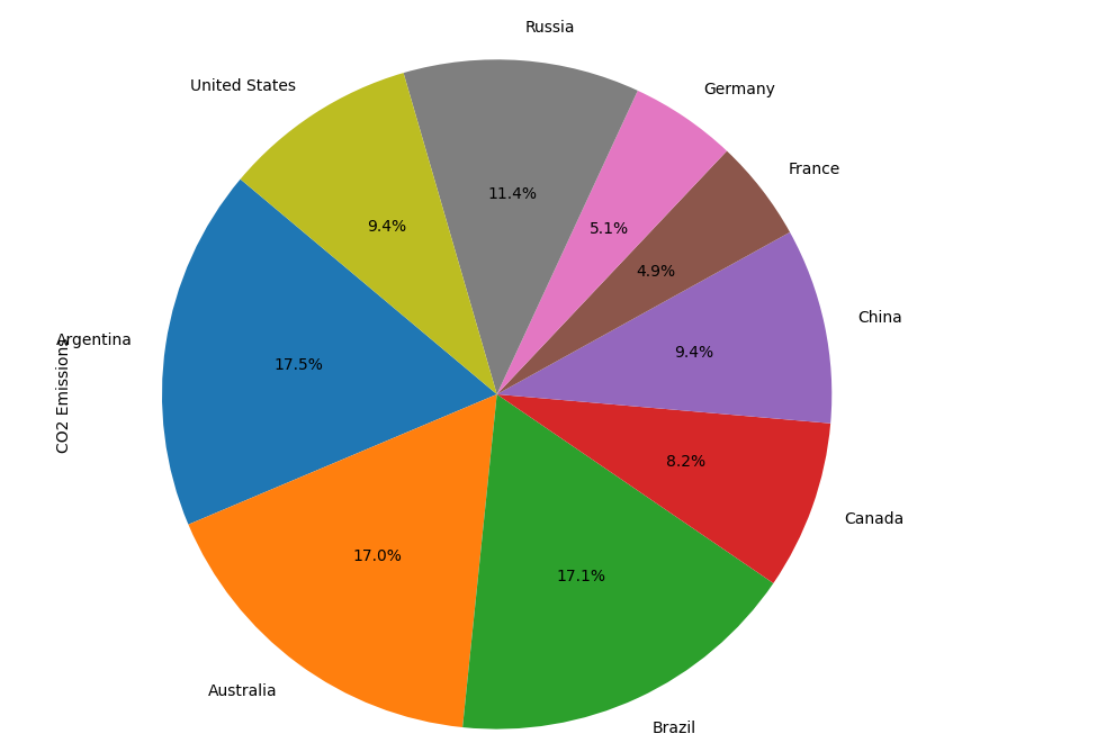 Russia
United States
Germany
France
11.4%
9.4%
5.1%
4.9%
China
Argentina
17.5%
9.4%
CO2 Emissions
8.2%
Canada
17.0%
17.1%
Australia
Brazil